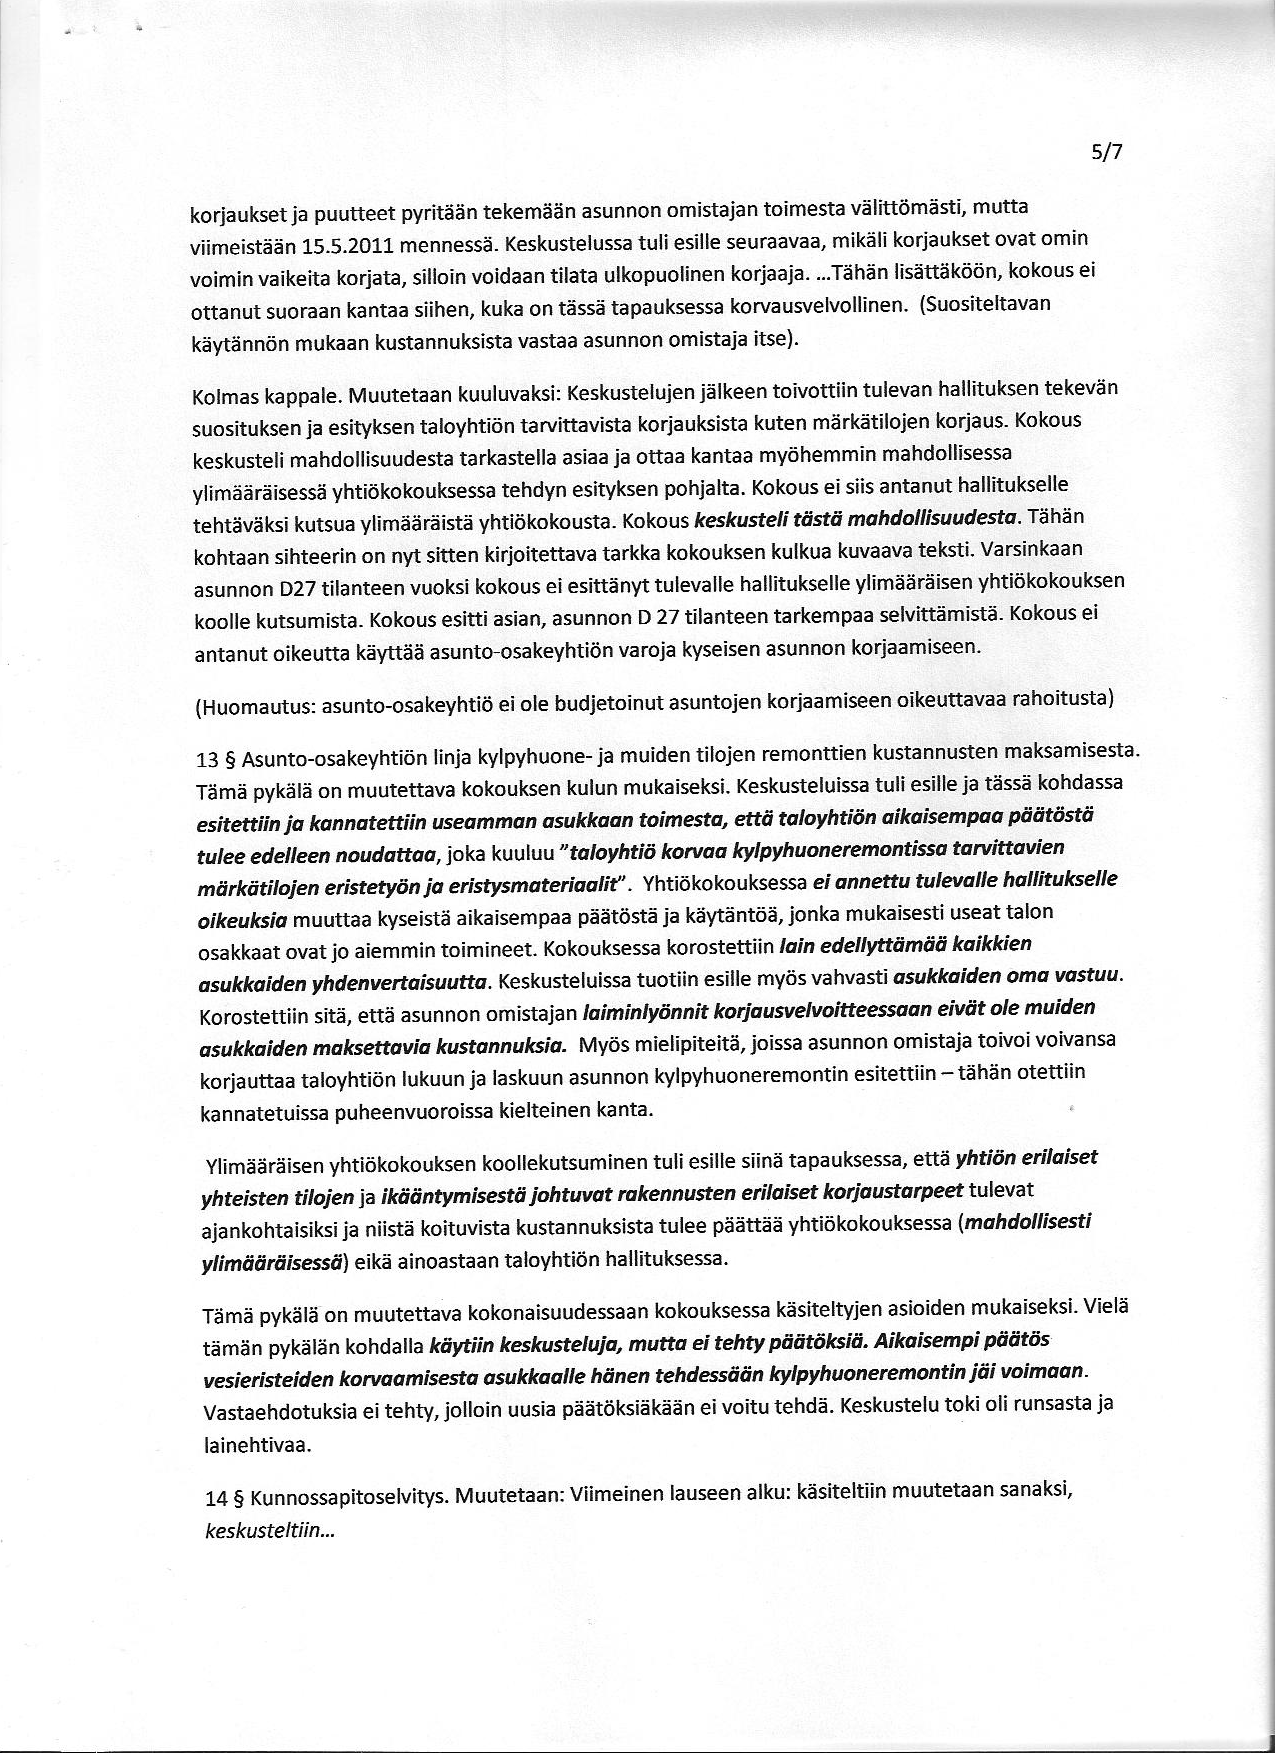 5/7
korjaukset ja puutteet pyritään tekemään asunnon omistajan toimesta välittömästi, mutta
viimeistään 15.5.2011 mennessä. Keskustelussa tuli esille seuraavaa, mikäli korjaukset ovat omin
voimin vaikeita korjata, silloin voidaan tilata ulkopuolinen korjaaja. ...Tähän lisättäköön, kokous ei
ottanut suoraan kantaa siihen, kuka on tässä tapauksessa korvausvelvollinen. (Suositeltavan
käytännön mukaan kustannuksista vastaa asunnon omistaja itse).
Kolmas kappale. Muutetaan kuuluvaksi: Keskustelujen jälkeen toivottiin tulevan hallituksen tekevän
suosituksen ja esityksen taloyhtiön tarvittavista korjauksista kuten märkätilojen korjaus. Kokous
keskusteli mahdollisuudesta tarkastella asiaa ja ottaa kantaa myöhemmin mahdollisessa
ylimääräisessä yhtiökokouksessa tehdyn esityksen pohjalta. Kokous ei siis antanut hallitukselle
tehtäväksi kutsua ylimääräistä yhtiökokousta. Kokous keskusteli tästä mahdollisuudesta. Tähän
kohtaan sihteerin on nyt sitten kirjoitettava tarkka kokouksen kulkua kuvaava teksti. Varsinkaan
asunnon D27 tilanteen vuoksi kokous ei esittänyt tulevalle hallitukselle ylimääräisen yhtiökokouksen
koolle kutsumista. Kokous esitti asian, asunnon D 27 tilanteen tarkempaa selvittämistä. Kokous ei
antanut oikeutta käyttää asunto-osakeyhtiön varoja kyseisen asunnon korjaamiseen.
(Huomautus: asunto-osakeyhtiö ei ole budjetoinut asuntojen korjaamiseen oikeuttavaa rahoitusta)
13 § Asunto-osakeyhtiön linja kylpyhuone- ja muiden tilojen remonttien kustannusten maksamisesta.
Tämä pykälä on muutettava kokouksen kulun mukaiseksi. Keskusteluissa tuli esille ja tässä kohdassa
esitettiin ja kannatettiin useamman asukkaan toimesta, että taloyhtiön aikaisempaa päätöstä
tulee edelleen noudattaa, joka kuuluu ”taloyhtiö korvaa kylpyhuoneremontissa tarvittavien
märkätilojen eristetyön ja eristysmateriaalit”. Yhtiökokouksessa ei annettu tulevalle hallitukselle
oikeuksia muuttaa kyseistä aikaisempaa päätöstä ja käytäntöä, jonka mukaisesti useat talon
osakkaat ovat jo aiemmin toimineet. Kokouksessa korostettiin lain edellyttämää kaikkien
asukkaiden yhdenvertaisuutta. Keskusteluissa tuotiin esille myös vahvasti asukkaiden oma vastuu.
Korostettiin sitä, että asunnon omistajan laiminlyönnit korjausvelvoitteessaan eivät ole muiden
asukkaiden maksettavia kustannuksia. Myös mielipiteitä, joissa asunnon omistaja toivoi voivansa
korjauttaa taloyhtiön lukuun ja laskuun asunnon kylpyhuoneremontin esitettiin – tähän otettiin
kannatetuissa puheenvuoroissa kielteinen kanta.
Ylimääräisen yhtiökokouksen koollekutsuminen tuli esille siinä tapauksessa, että yhtiön erilaiset
yhteisten tilojen ja ikääntymisestä johtuvat rakennusten erilaiset korjaustarpeet tulevat
ajankohtaisiksi ja niistä koituvista kustannuksista tulee päättää yhtiökokouksessa (mahdollisesti
ylimääräisessä) eikä ainoastaan taloyhtiön hallituksessa.
Tämä pykälä on muutettava kokonaisuudessaan kokouksessa käsiteltyjen asioiden mukaiseksi. Vielä
tämän pykälän kohdalla käytiin keskusteluja, mutta ei tehty päätöksiä. Aikaisempi päätös
vesieristeiden korvaamisesta asukkaalle hänen tehdessään kylpyhuoneremontin jäi voimaan.
Vastaehdotuksia ei tehty, jolloin uusia päätöksiäkään ei voitu tehdä. Keskustelu toki oli runsasta ja
lainehtivaa.
14 § Kunnossapitoselvitys. Muutetaan: Viimeinen lauseen alku: käsiteltiin muutetaan sanaksi,
keskusteltiin...